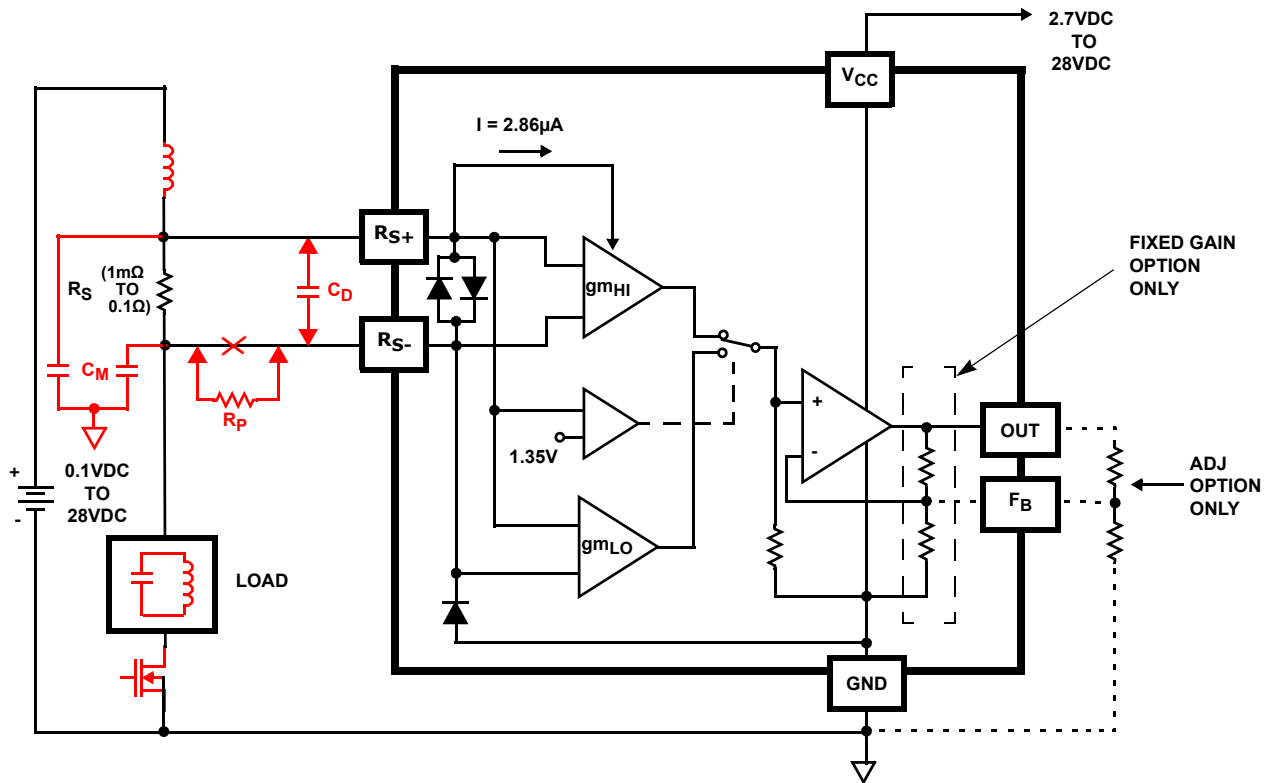 2.7VDC
TO
28VDC
VCC
I = 2.86µA
RS+
gmHI
FIXED GAIN
OPTION
ONLY
RS
(1mΩ
TO
0.1Ω)
CD
RS-
CM
RP
+
-
1.35V
OUT
0.1VDC
TO
28VDC
+
-
FB
ADJ
OPTION
ONLY
gmLO
LOAD
GND